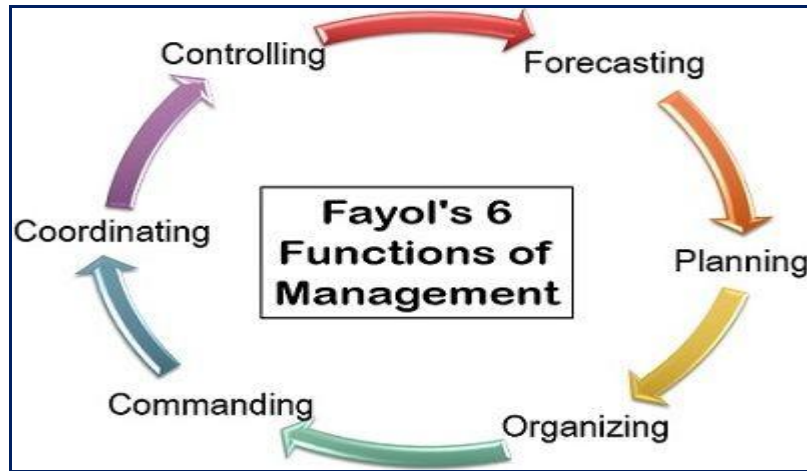 Controlling
Forecasting
Coordinating
Fayol's 6
Functions of
Management
Planning
Commanding
Organizing